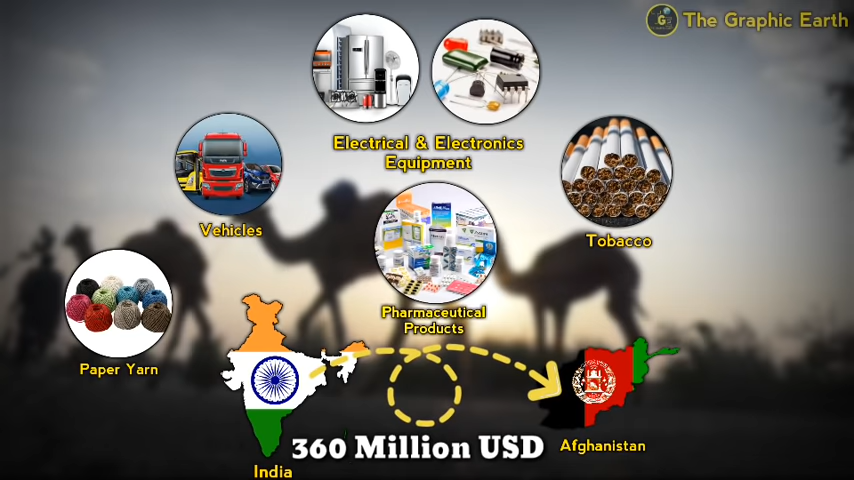 The Graphic Earth
Electrical & Electronics
Equipment
Vehicles
Tobacco
Pharmaceutical
Products
Paper Yarn
360 Million USD
Afghanistan
India